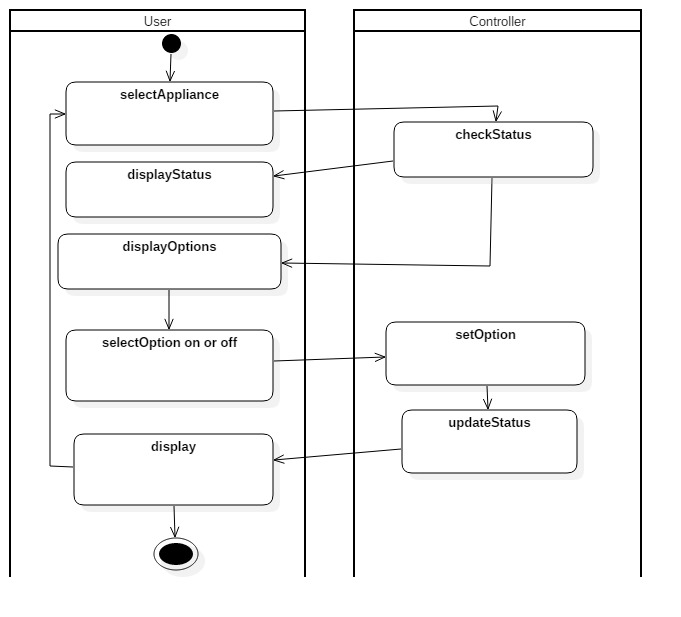 User
Controller
selectAppliance
checkStatus
displayStatus
displayOptions
selectOption on or off
setOption
updateStatus
display